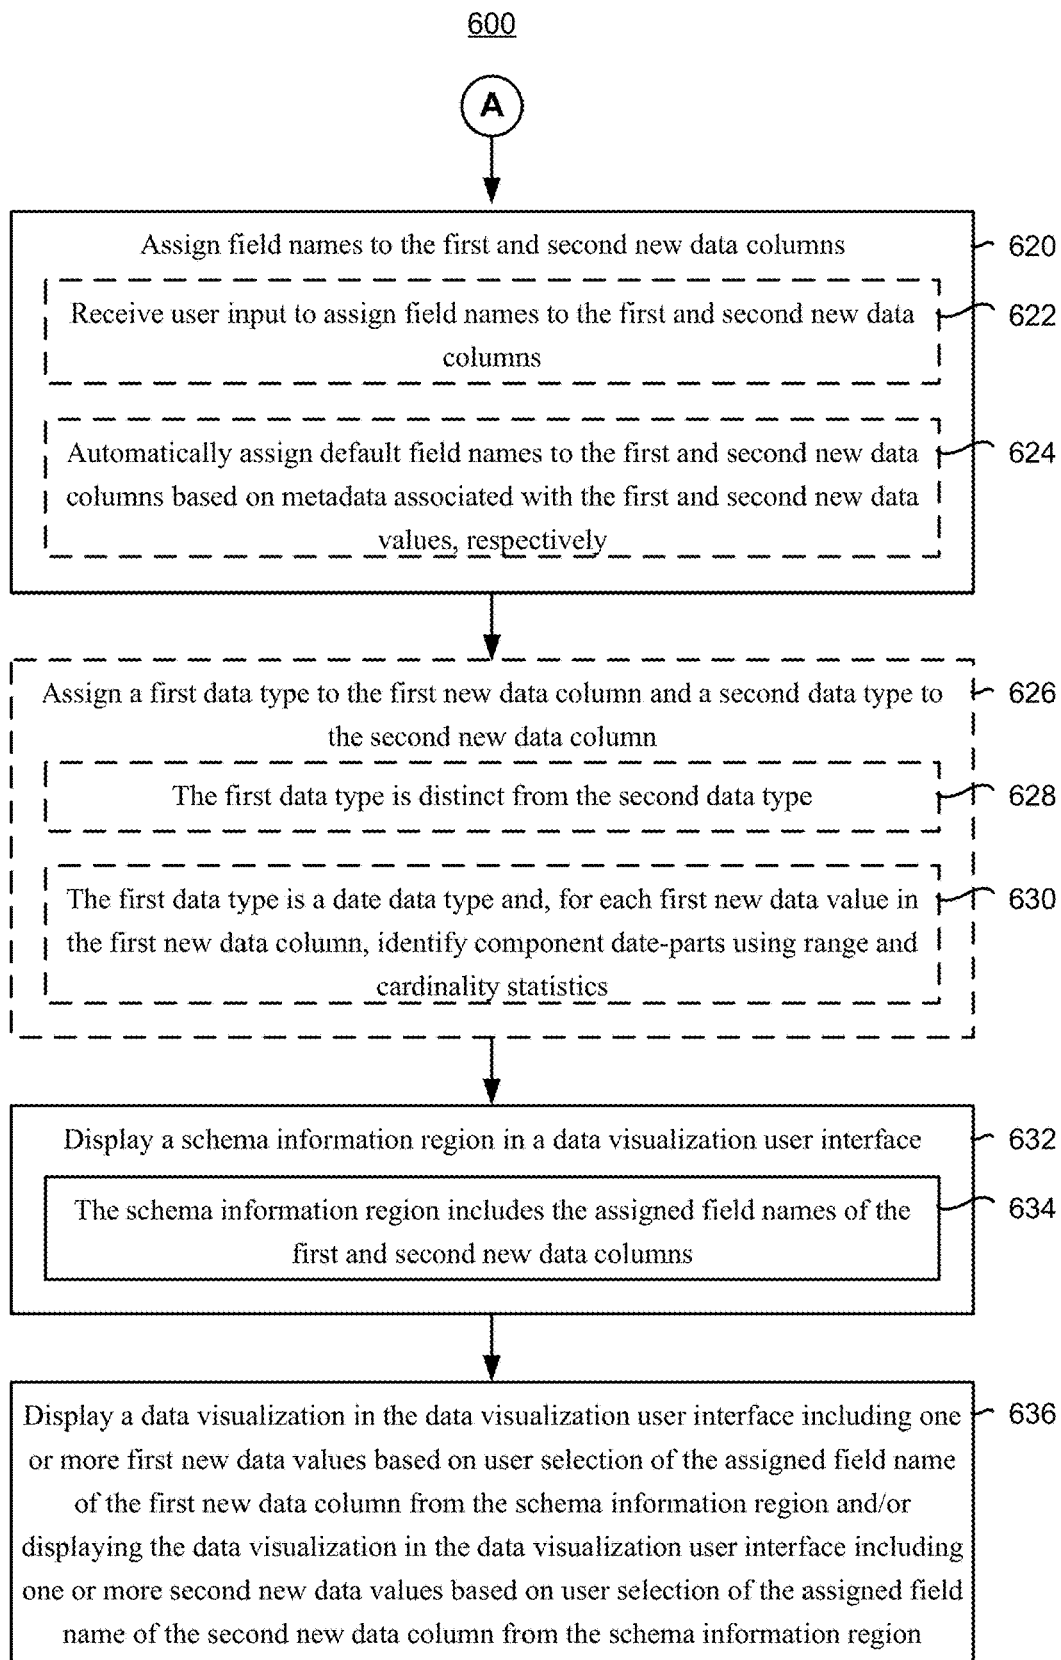 600
A
Assign field names to the first and second new data columns
620
Receive user input to assign field names to the first and second new data
columns
622
Automatically assign default field names to the first and second new data
columns based on metadata associated with the first and second new data
values, respectively
624
Assign a first data type to the first new data column and a second data type to
the second new data column
626
The first data type is distinct from the second data type
628
The first data type is a date data type and, for each first new data value in
the first new data column, identify component date-parts using range and
cardinality statistics
630
Display a schema information region in a data visualization user interface
632
The schema information region includes the assigned field names of the
first and second new data columns
634
Display a data visualization in the data visualization user interface including one
or more first new data values based on user selection of the assigned field name
of the first new data column from the schema information region and/or
displaying the data visualization in the data visualization user interface including
one or more second new data values based on user selection of the assigned field
name of the second new data column from the schema information region
636